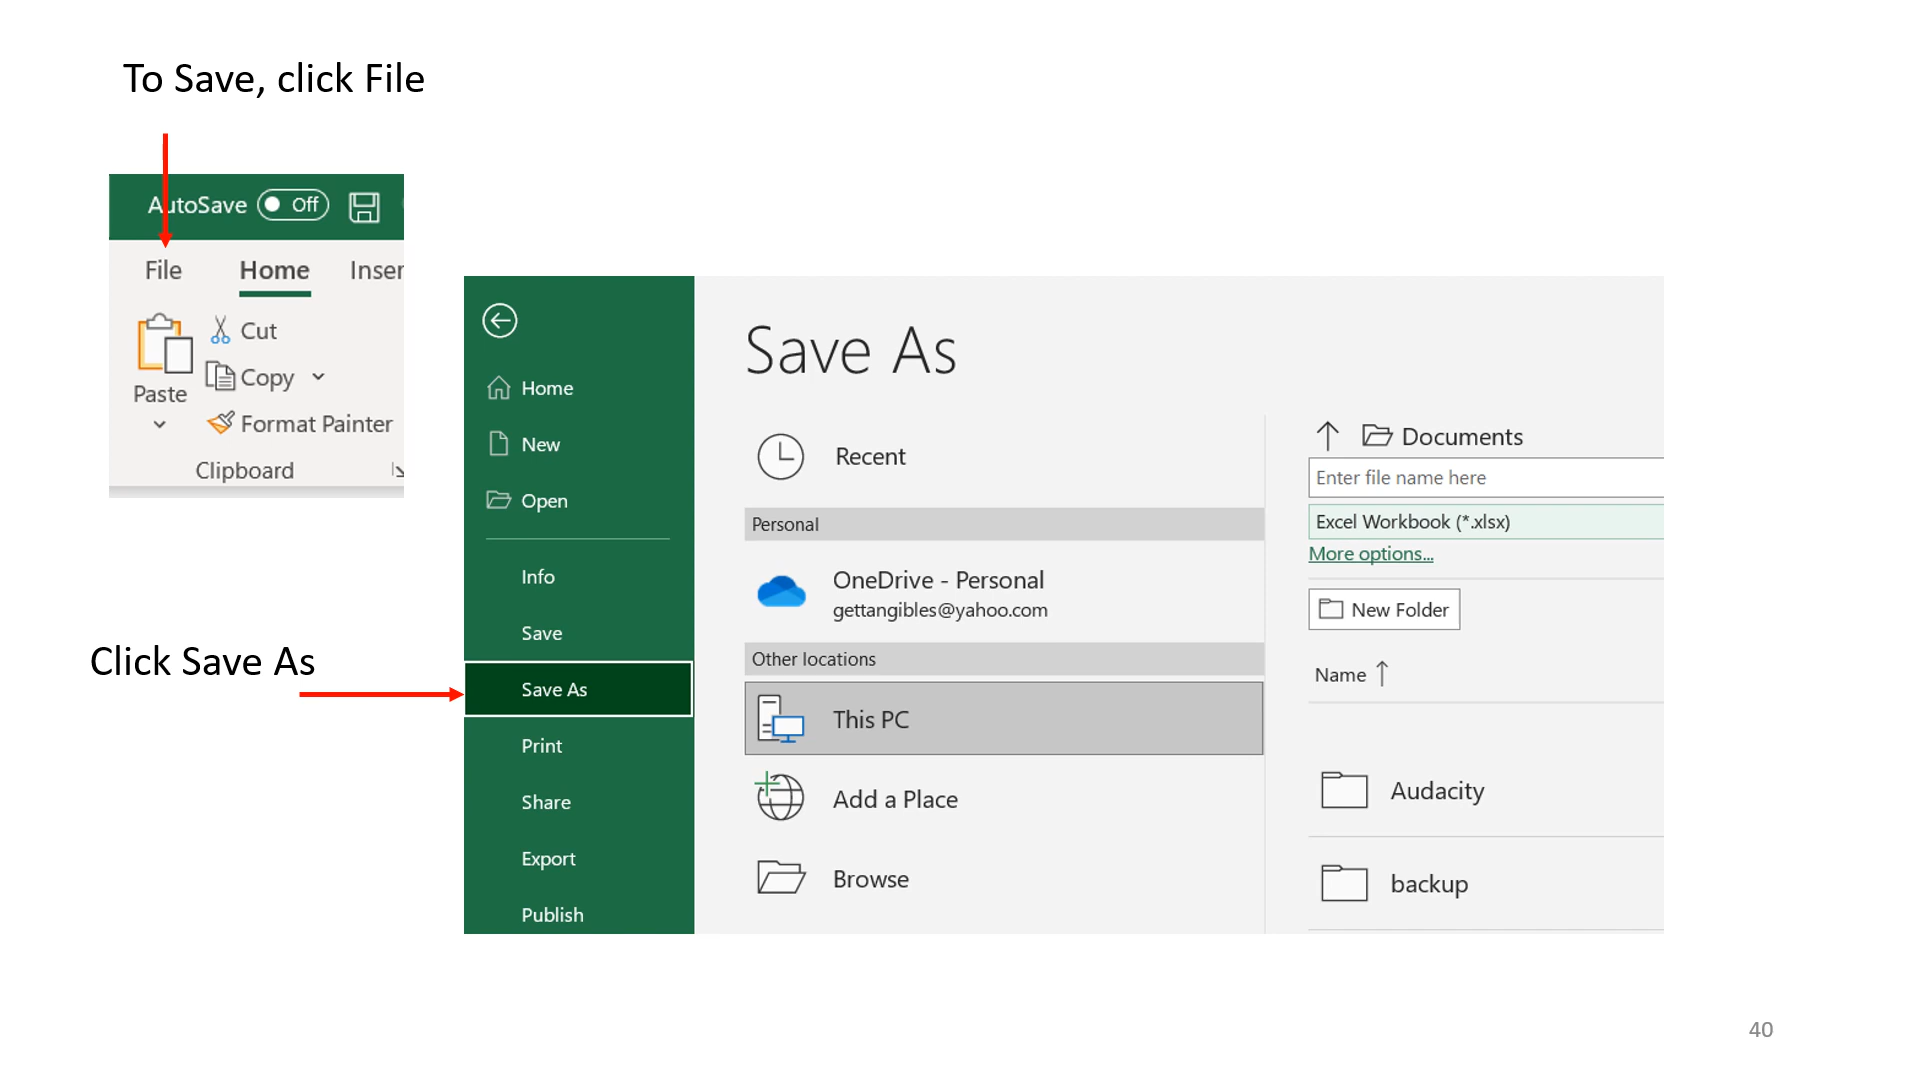 To Save, click File
AutoSave Off
File Home Inser
Cut
Copy
Paste
Format Painter
Clipboard
Click Save As
Home
New
Open
Info
Save
Save As
Print
Share
Export
Publish
Save As
Recent
Personal
OneDrive - Personal
gettangibles@yahoo.com
Other locations
This PC
Add a Place
Browse
Documents
Enter file name here
Excel Workbook (*.xlsx)
More options...
New Folder
Name
Audacity
backup
40